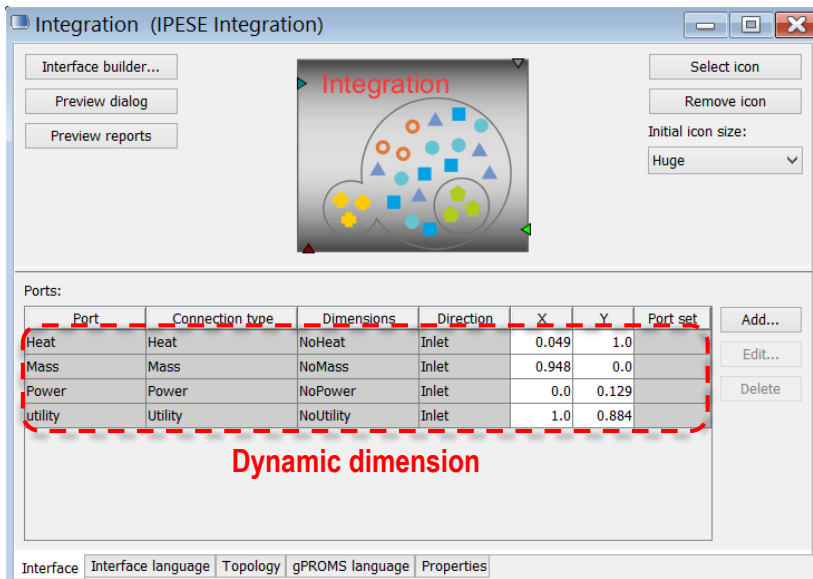 Integration (IPESE Integration)
Interface builder...
Preview dialog
Preview reports
Integration
Select icon
Remove icon
Initial icon size:
Huge
Ports:
Port Connection type Dimensions Direction X Y Port set
Heat Heat NoHeat Inlet 0.049 1.0
Mass Mass NoMass Inlet 0.948 0.0
Power Power NoPower Inlet 0.0 0.129
utility Utility NoUtility Inlet 1.0 0.884
Add...
Edit...
Delete
Dynamic dimension
Interface Interface language Topology gPROMS language Properties